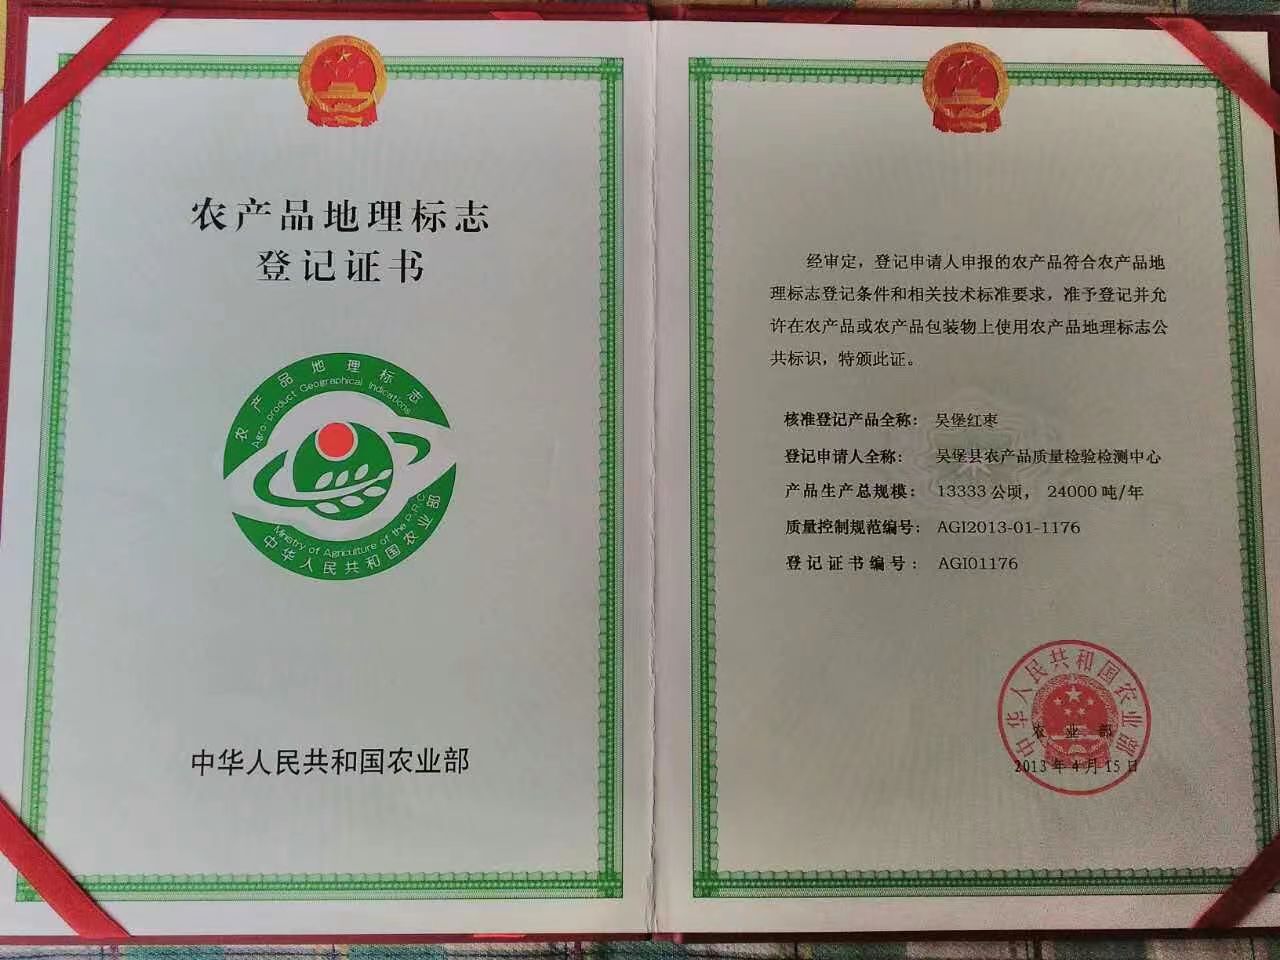 农产品地理标志
登记证书
农产品地理标志
Agro-product Geographical Indications
Ministry of Agriculture of the P.R.C
中华人民共和国农业部
中华人民共和国农业部
经审定，登记申请人申报的农产品符合农产品地
理标志登记条件和相关技术标准要求，准予登记并允
许在农产品或农产品包装物上使用农产品地理标志公
共标识，特颁此证。
核准登记产品全称： 吴堡红枣
登记申请人全称： 吴堡县农产品质量检验检测中心
产品生产总规模： 13333公顷， 24000吨/年
质量控制规范编号： AGI2013-01-1176
登记证书编号： AGI01176
中华人民共和国农业部
农业部
2013年4月15日